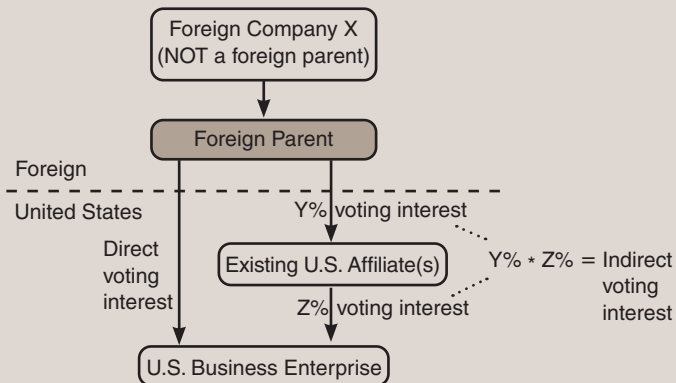 Foreign Company X
(NOT a foreign parent)
Foreign Parent
Foreign
United States
Y% voting interest
Direct
voting
interest
Existing U.S. Affiliate(s)
Y% * Z% = Indirect
voting
interest
Z% voting interest
U.S. Business Enterprise